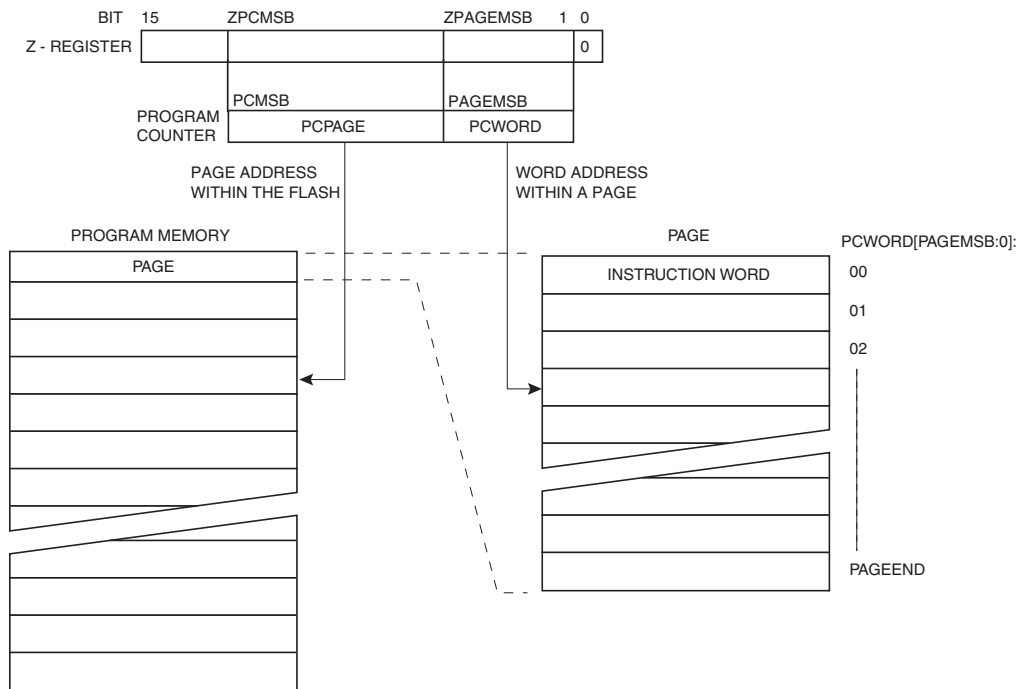 BIT 15 ZPCMSB ZPAGEMSB 1 0
Z - REGISTER 0
PCMSB PAGEMSB
PROGRAM
COUNTER
PCPAGE PCWORD
PAGE ADDRESS
WITHIN THE FLASH
WORD ADDRESS
WITHIN A PAGE
PROGRAM MEMORY
PAGE
PAGE
PCWORD[PAGEMSB:0]:
INSTRUCTION WORD 00
01
02
PAGEEND